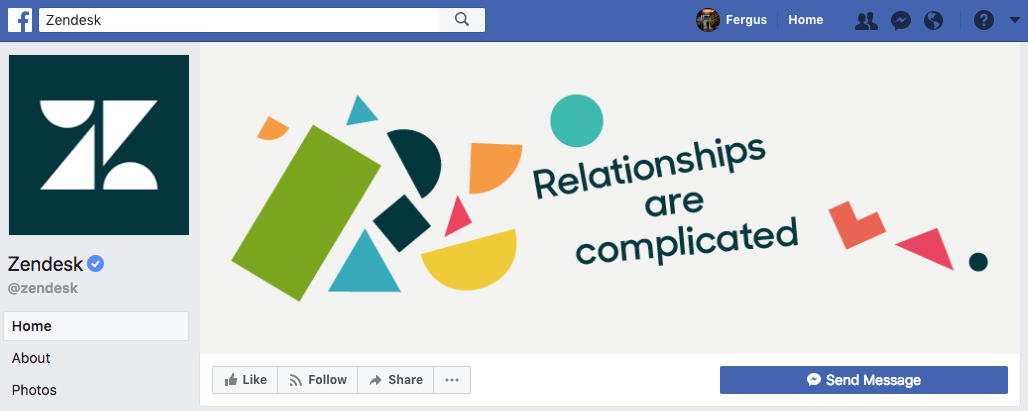 Zendesk
Fergus
Home
Zendesk
@zendesk
Home
About
Photos
Relationships
are
complicated
Like
Follow
Share
Send Message